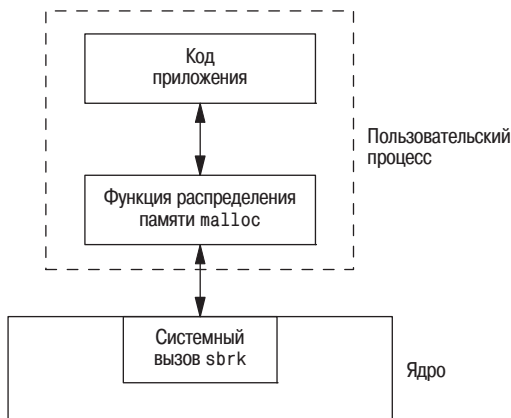 Код
приложения
Пользовательский
процесс
Функция распределения
памяти malloc
Системный
вызов sbrk
Ядро